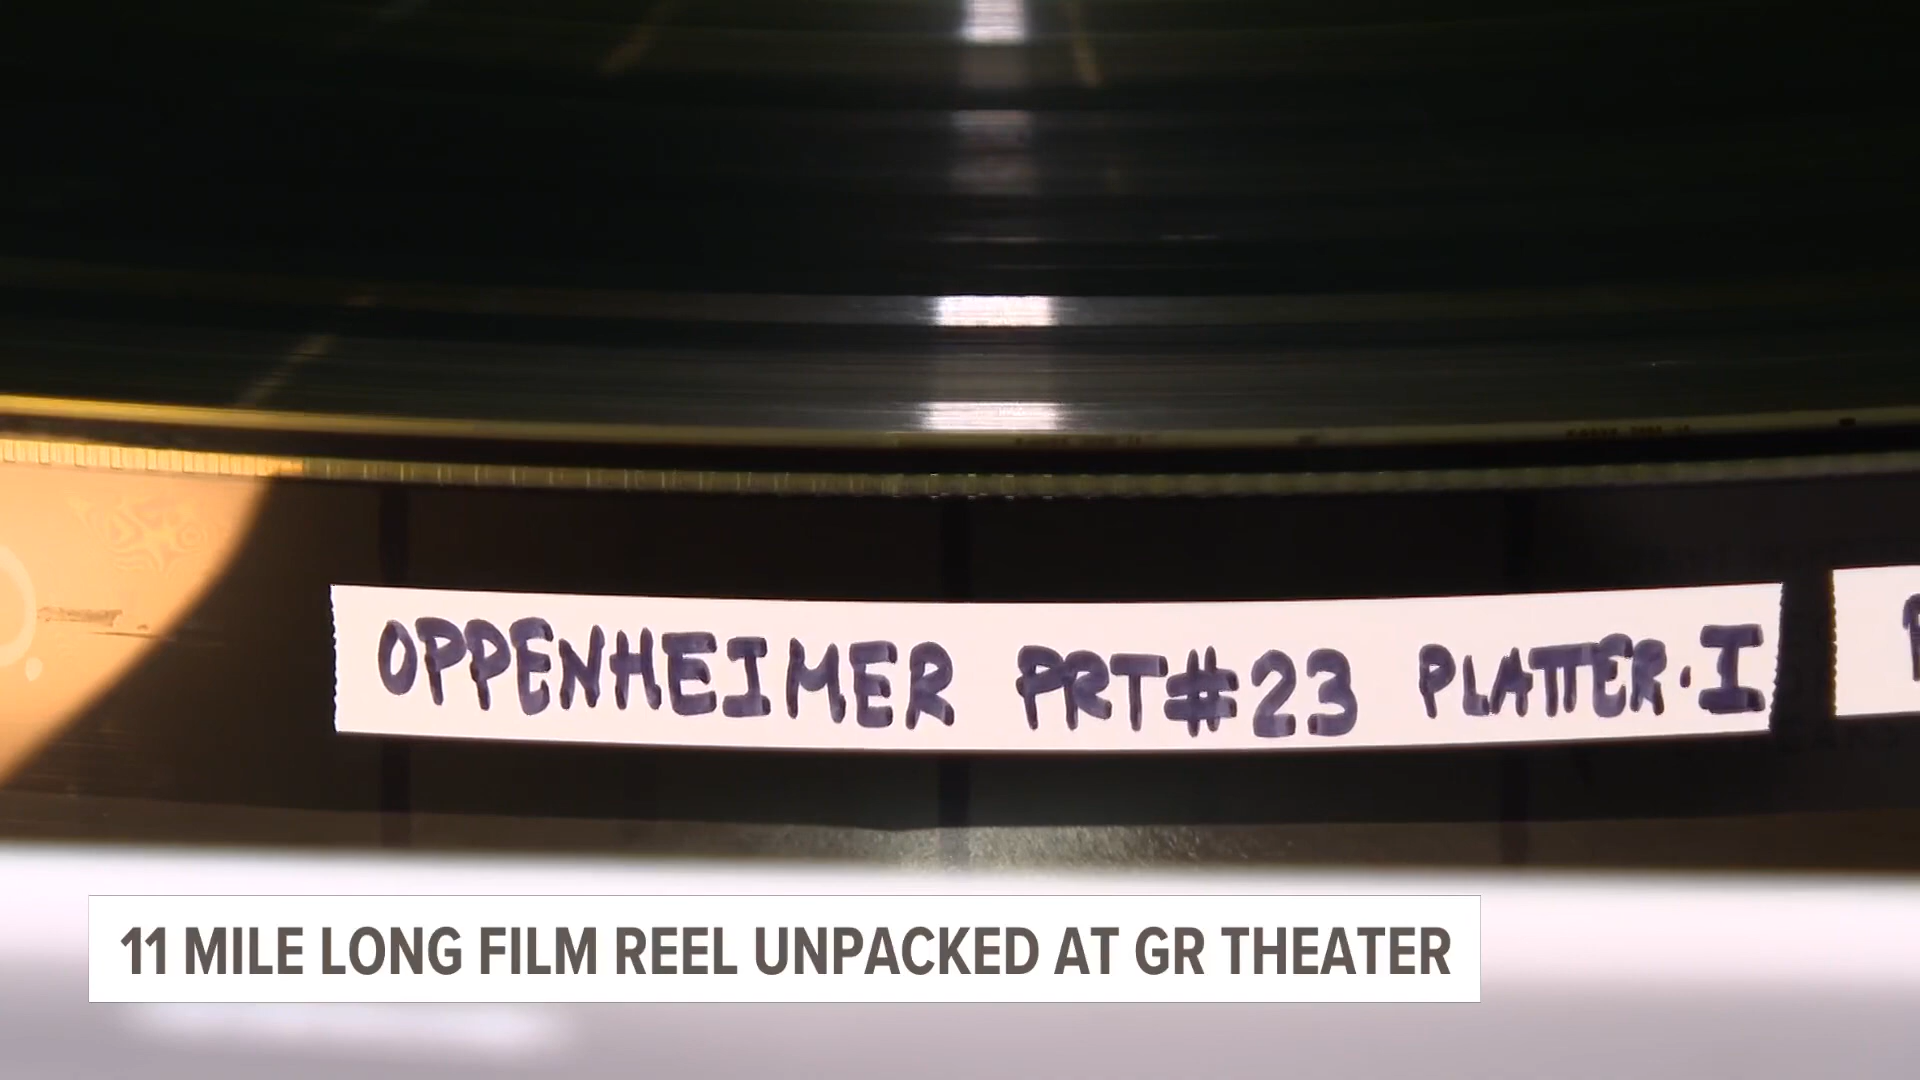 OPPENHEIMER PRT#23 PLATTER·I
11 MILE LONG FILM REEL UNPACKED AT GR THEATER